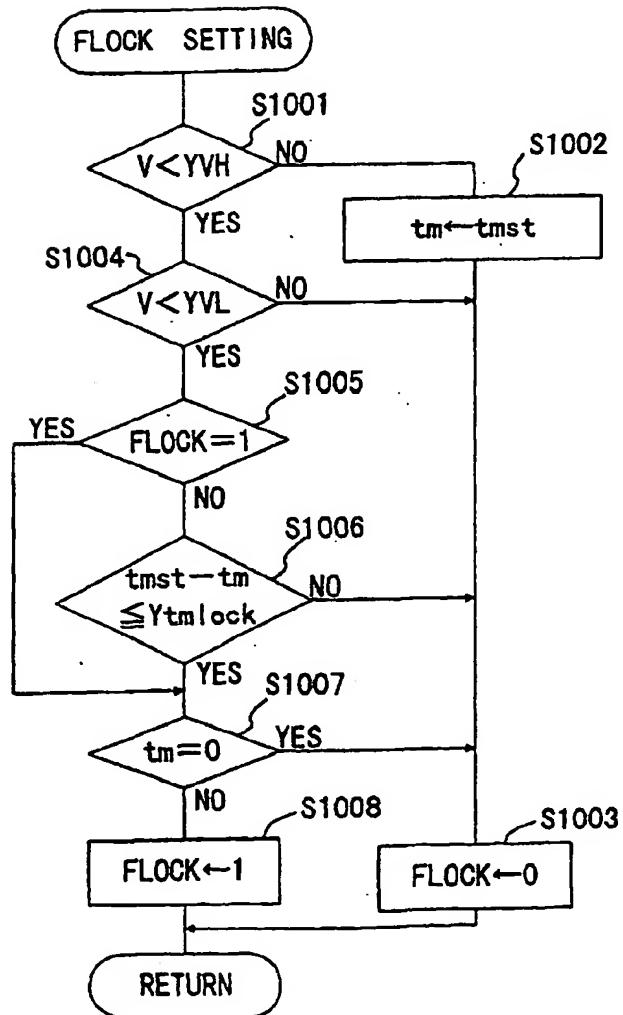 FLOCK SETTING
S1001
V<YVH
NO
YES
S1002
tm←tmst
S1004
V<YVL
NO
YES
S1005
YES
FLOCK=1
NO
S1006
tmst-tm
≦Ytmlock
NO
YES
S1007
tm=0
YES
NO
S1008
FLOCK←1
S1003
FLOCK←0
RETURN